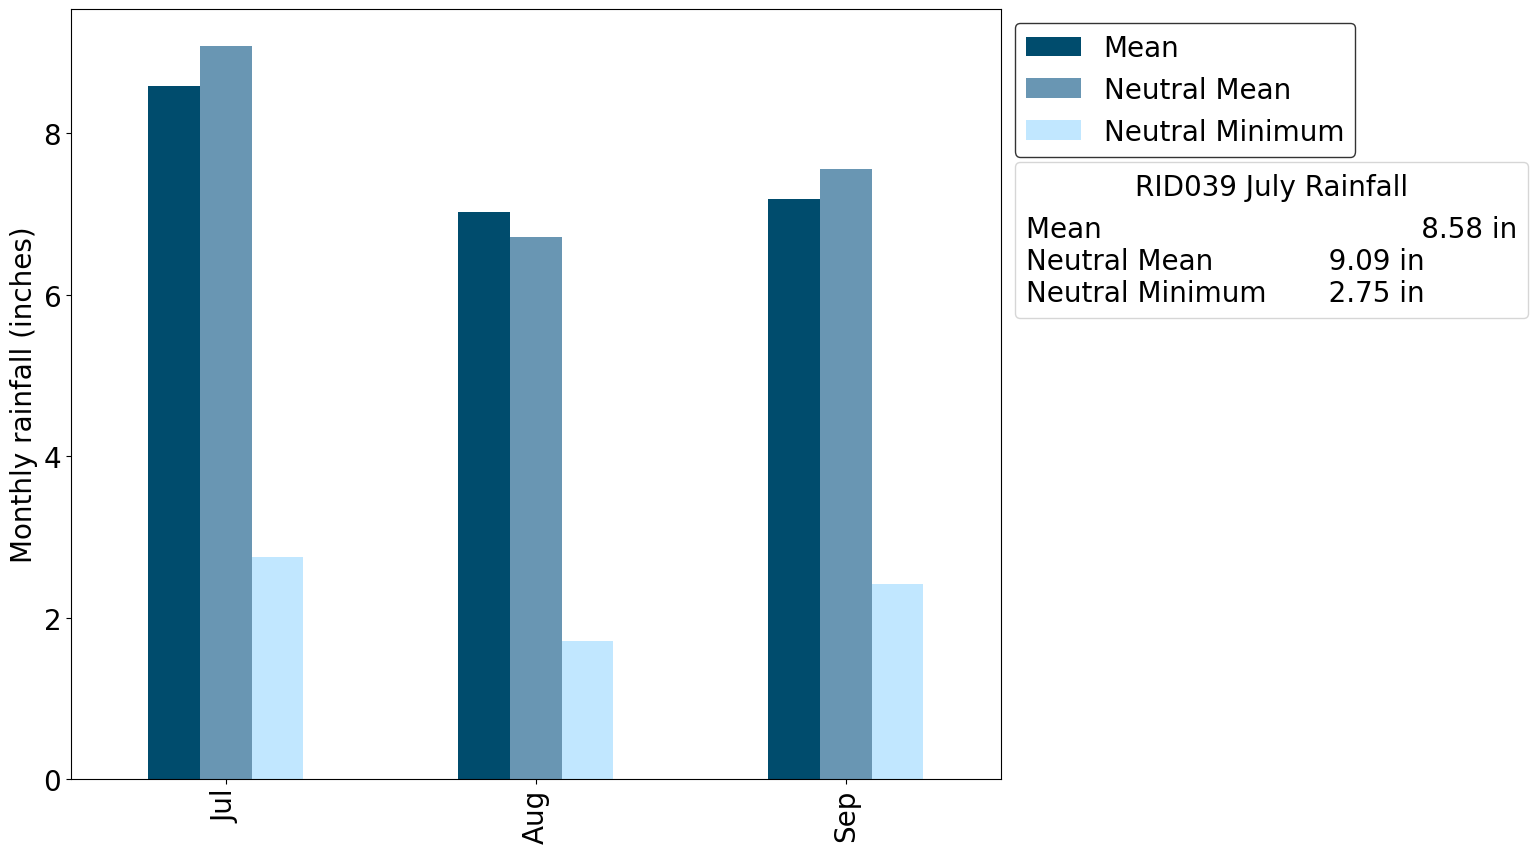 Mean
Neutral Mean
Neutral Minimum
RID039 July Rainfall
Mean 8.58 in
Neutral Mean 9.09 in
Neutral Minimum 2.75 in
Monthly rainfall (inches)
8
6
4
2
0
Jul
Aug
Sep